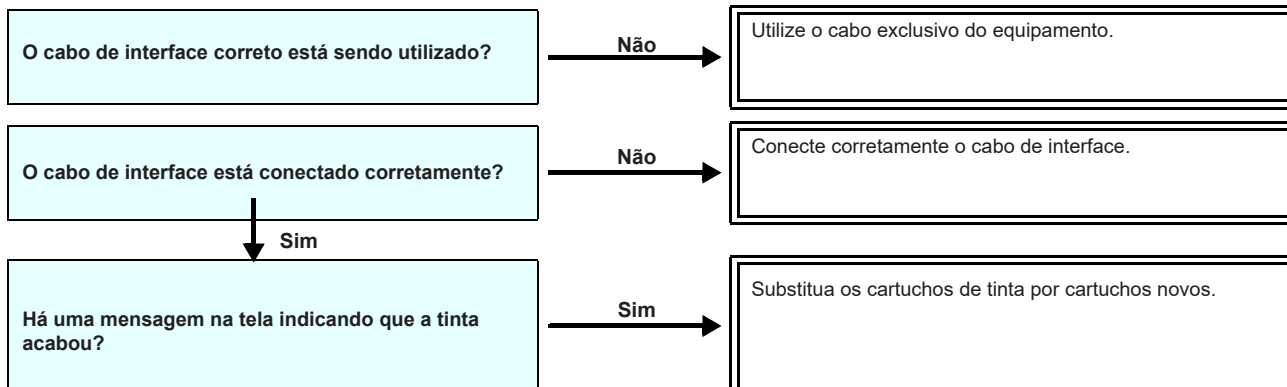 O cabo de interface correto está sendo utilizado?
Não
Utilize o cabo exclusivo do equipamento.
O cabo de interface está conectado corretamente?
Não
Conecte corretamente o cabo de interface.
Sim
Há uma mensagem na tela indicando que a tinta
acabou?
Sim
Substitua os cartuchos de tinta por cartuchos novos.